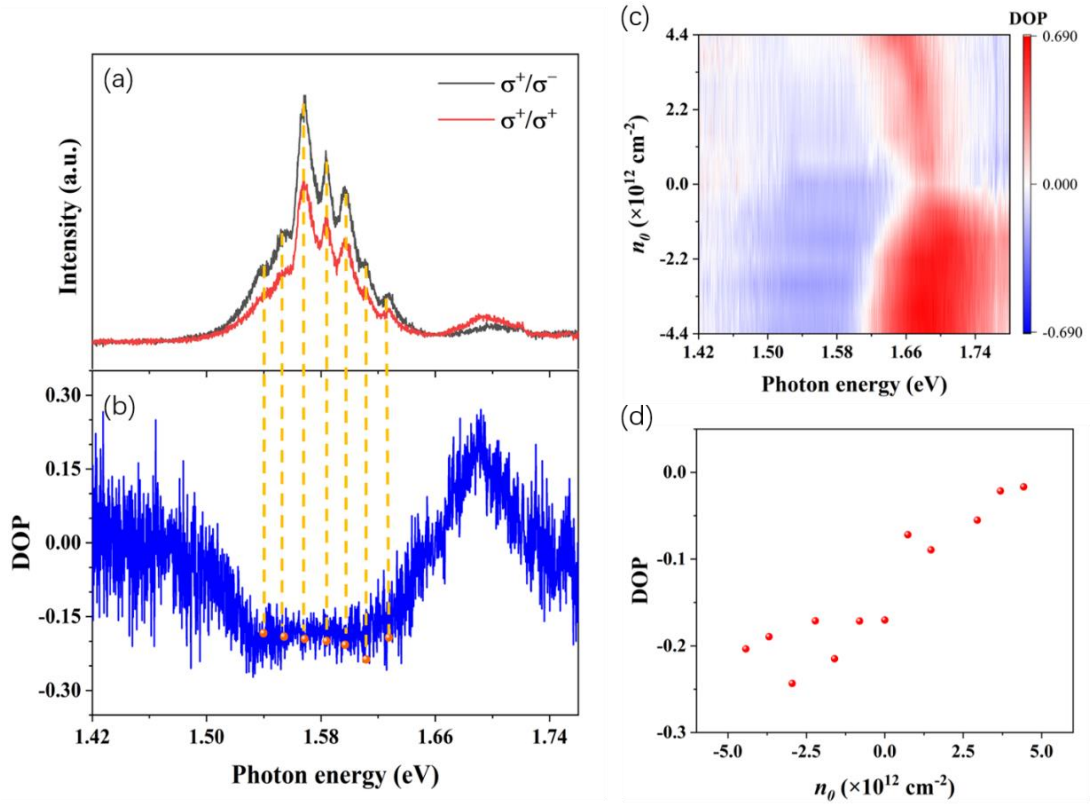 (a)
σ⁺/σ⁻
σ⁺/σ⁺
Intensity (a.u.)
(b)
0.30
0.15
0.00
-0.15
-0.30
DOP
1.42 1.50 1.58 1.66 1.74
Photon energy (eV)
(c)
DOP
4.4
2.2
0.0
-2.2
-4.4
n₀ (×10¹² cm⁻²)
0.690
0.000
-0.690
1.42 1.50 1.58 1.66 1.74
Photon energy (eV)
(d)
0.0
-0.1
-0.2
-0.3
DOP
-5.0 -2.5 0.0 2.5 5.0
n₀ (×10¹² cm⁻²)